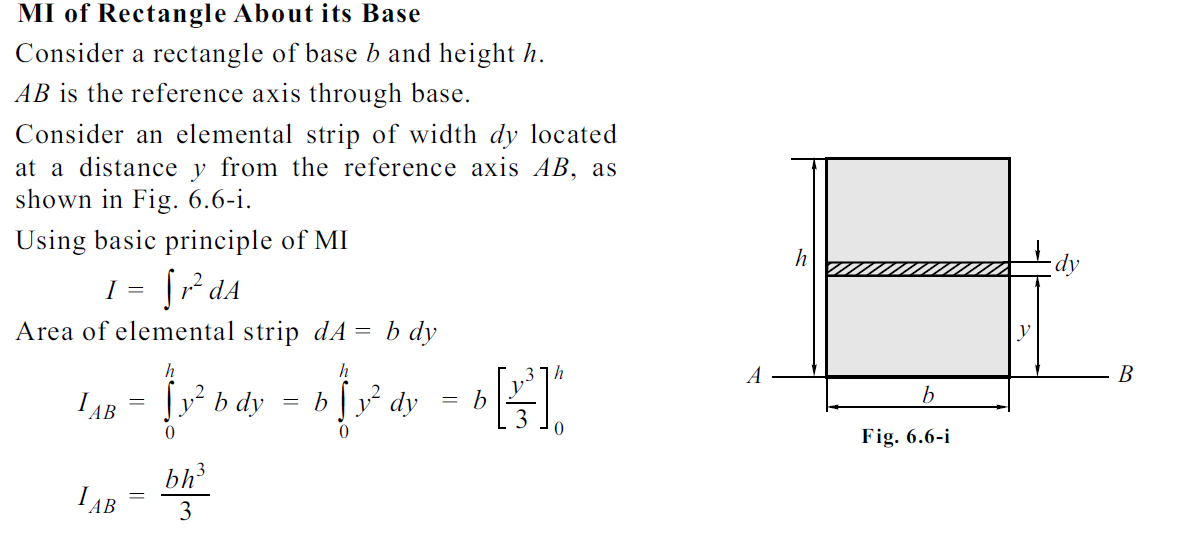 MI of Rectangle About its Base
Consider a rectangle of base b and height h.
AB is the reference axis through base.
Consider an elemental strip of width dy located
at a distance y from the reference axis AB, as
shown in Fig. 6.6-i.
Using basic principle of MI
I = ∫ r² dA
Area of elemental strip dA = b dy
I_AB = ∫₀ʰ y² b dy = b ∫₀ʰ y² dy = b [y³/3]₀ʰ
I_AB = bh³/3
h
dy
y
A
B
b
Fig. 6.6-i